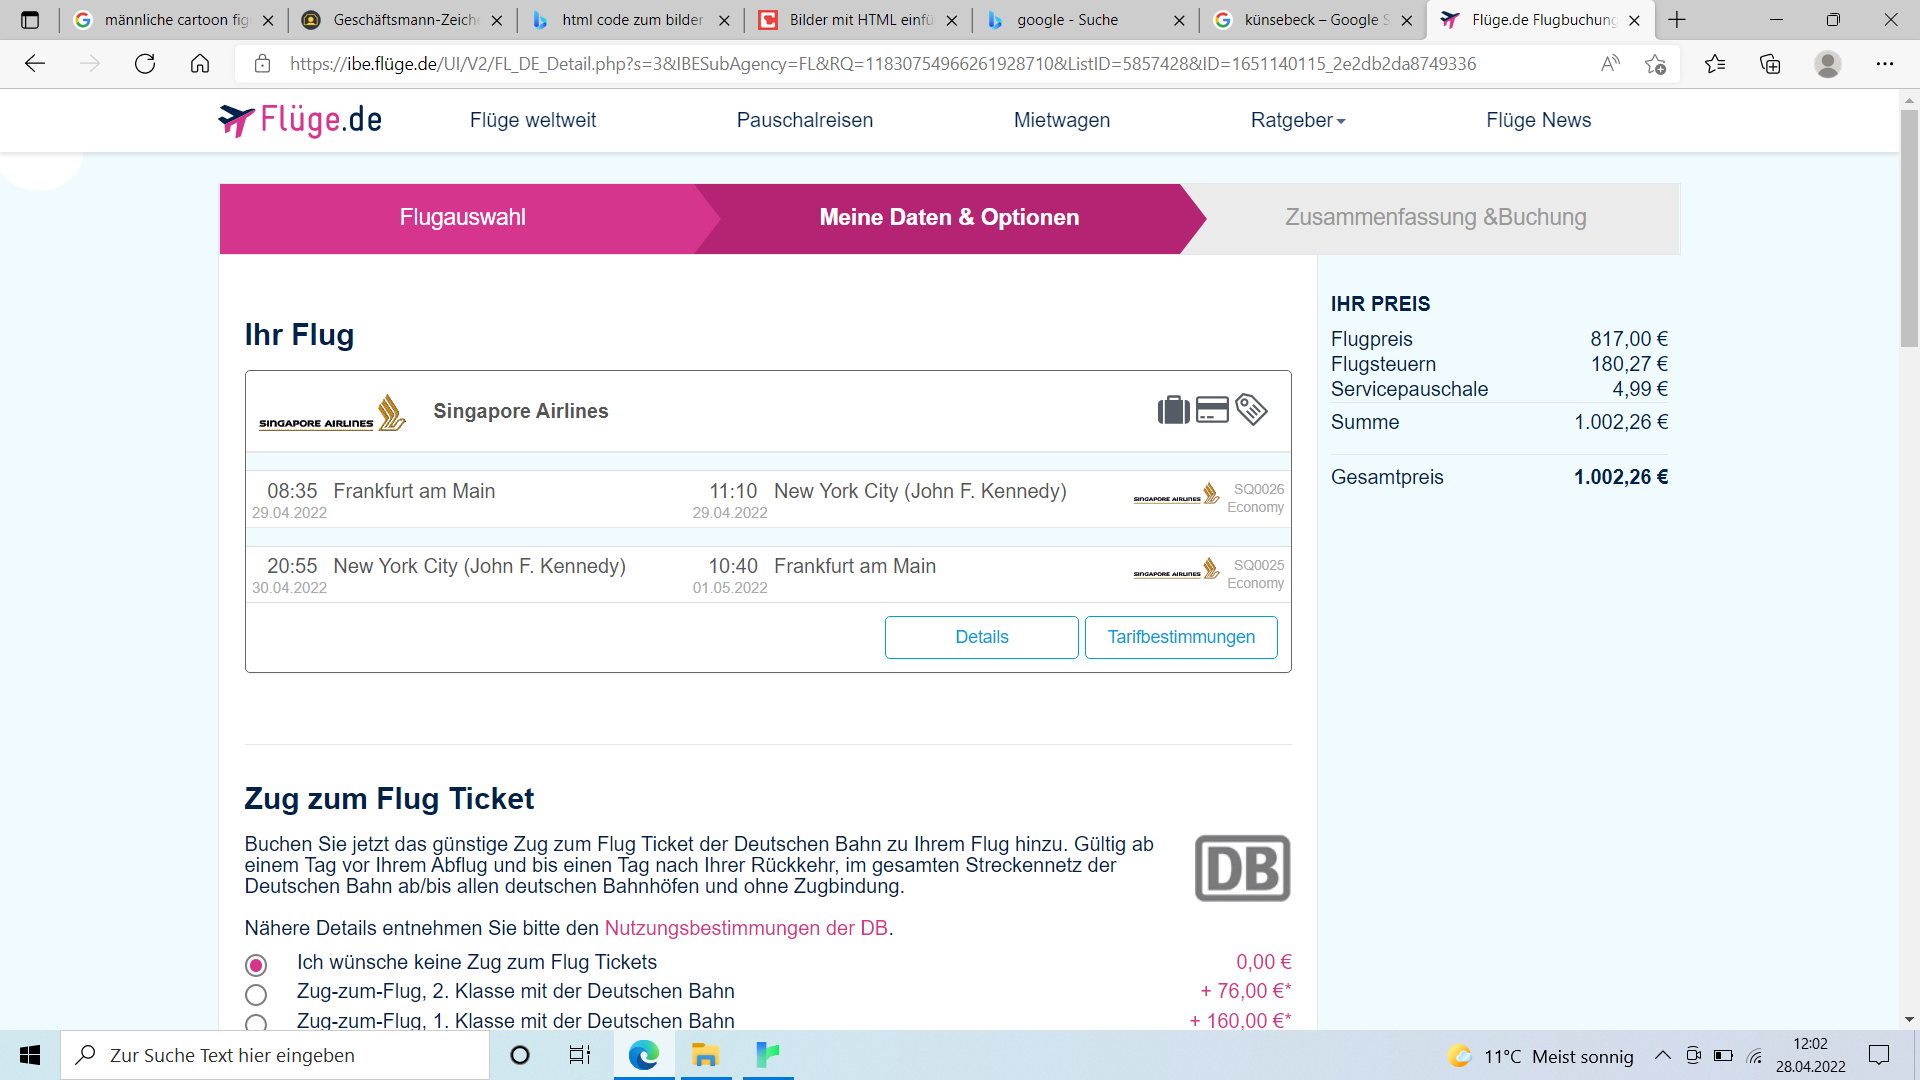 männliche cartoon fig
Geschäftsmann-Zeiche
html code zum bilder
Bilder mit HTML einfü
google - Suche
künsebeck – Google S
Flüge.de Flugbuchung
https://ibe.flüge.de/UI/V2/FL_DE_Detail.php?s=3&IBESubAgency=FL&RQ=11830754966261928710&ListID=5857428&ID=1651140115_2e2db2da8749336
Flüge.de
Flüge weltweit
Pauschalreisen
Mietwagen
Ratgeber
Flüge News
Flugauswahl
Meine Daten & Optionen
Zusammenfassung &Buchung
Ihr Flug
SINGAPORE AIRLINES
Singapore Airlines
08:35 Frankfurt am Main 11:10 New York City (John F. Kennedy) SINGAPORE AIRLINES SQ0026
29.04.2022 29.04.2022 Economy
20:55 New York City (John F. Kennedy) 10:40 Frankfurt am Main SINGAPORE AIRLINES SQ0025
30.04.2022 01.05.2022 Economy
Details
Tarifbestimmungen
IHR PREIS
Flugpreis 817,00 €
Flugsteuern 180,27 €
Servicepauschale 4,99 €
Summe 1.002,26 €
Gesamtpreis 1.002,26 €
Zug zum Flug Ticket
Buchen Sie jetzt das günstige Zug zum Flug Ticket der Deutschen Bahn zu Ihrem Flug hinzu. Gültig ab
einem Tag vor Ihrem Abflug und bis einen Tag nach Ihrer Rückkehr, im gesamten Streckennetz der
Deutschen Bahn ab/bis allen deutschen Bahnhöfen und ohne Zugbindung.
DB
Nähere Details entnehmen Sie bitte den Nutzungsbestimmungen der DB.
Ich wünsche keine Zug zum Flug Tickets 0,00 €
Zug-zum-Flug, 2. Klasse mit der Deutschen Bahn + 76,00 €*
Zug-zum-Flug, 1. Klasse mit der Deutschen Bahn + 160,00 €*
Zur Suche Text hier eingeben
11°C Meist sonnig
12:02
28.04.2022